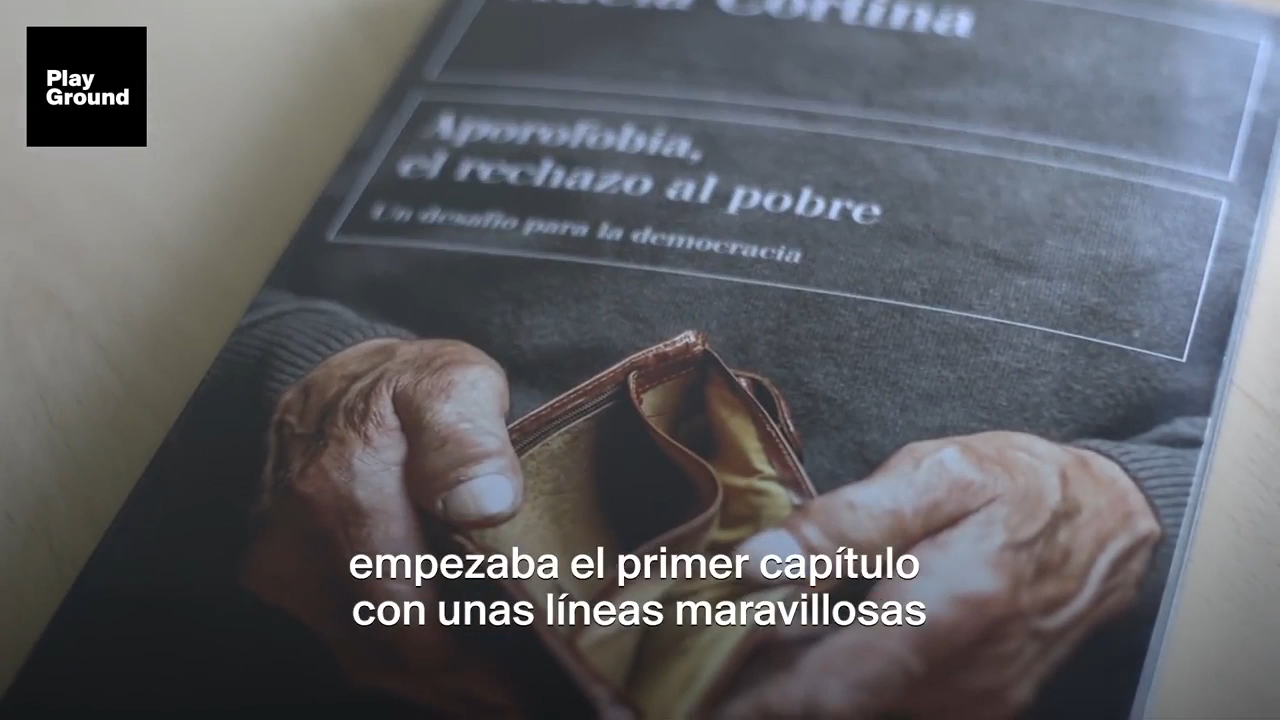 Play
Ground
Cortina
Aporofobia,
el rechazo al pobre
Un desafío para la democracia
empezaba el primer capítulo
con unas líneas maravillosas